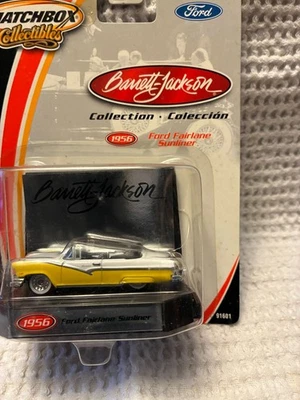 MATCHBOX
Collectibles
Ford
Barrett-Jackson
Collection · Colección
1956 Ford Fairlane
Sunliner
Barrett-Jackson
1956 Ford Fairlane Sunliner
91601